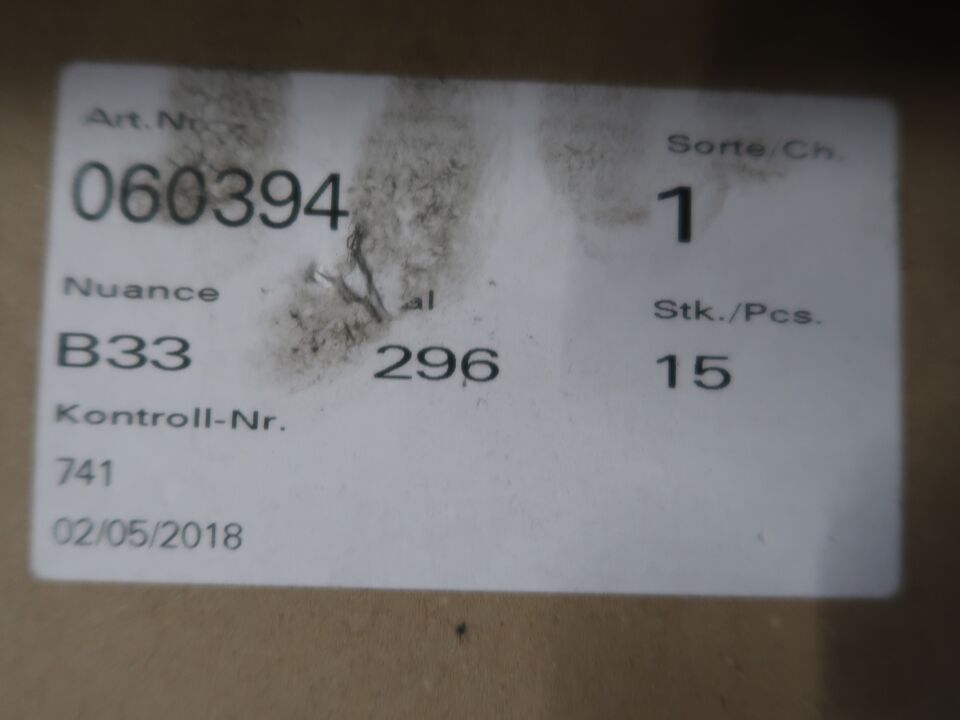 Art.Nr.
Sorte/Ch.
060394
1
Nuance
Stk./Pcs.
B33
296
15
Kontroll-Nr.
741
02/05/2018